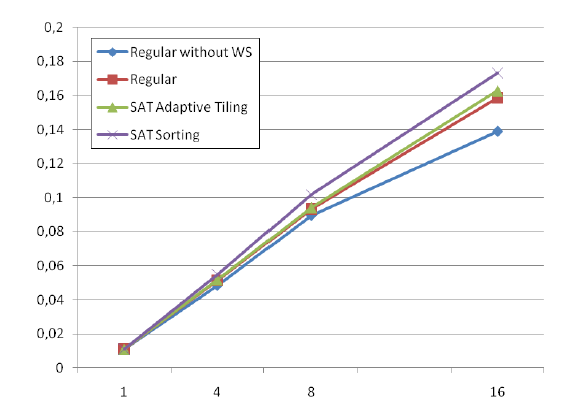 0,2
0,18
0,16
0,14
0,12
0,1
0,08
0,06
0,04
0,02
0
Regular without WS
Regular
SAT Adaptive Tiling
SAT Sorting
1 4 8 16